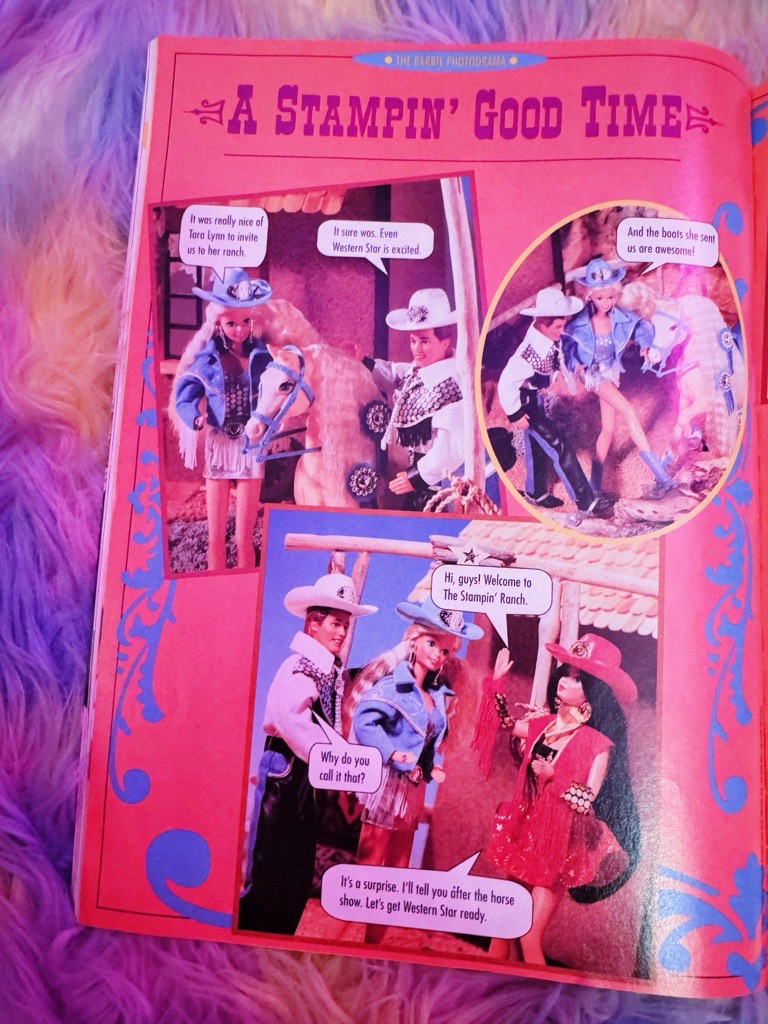 THE BARBIE PHOTODRAMA
A STAMPIN' GOOD TIME
It was really nice of
Tara Lynn to invite
us to her ranch.
It sure was. Even
Western Star is excited.
And the boots she sent
us are awesome!
Hi, guys! Welcome to
The Stampin' Ranch.
Why do you
call it that?
It's a surprise. I'll tell you after the horse
show. Let's get Western Star ready.